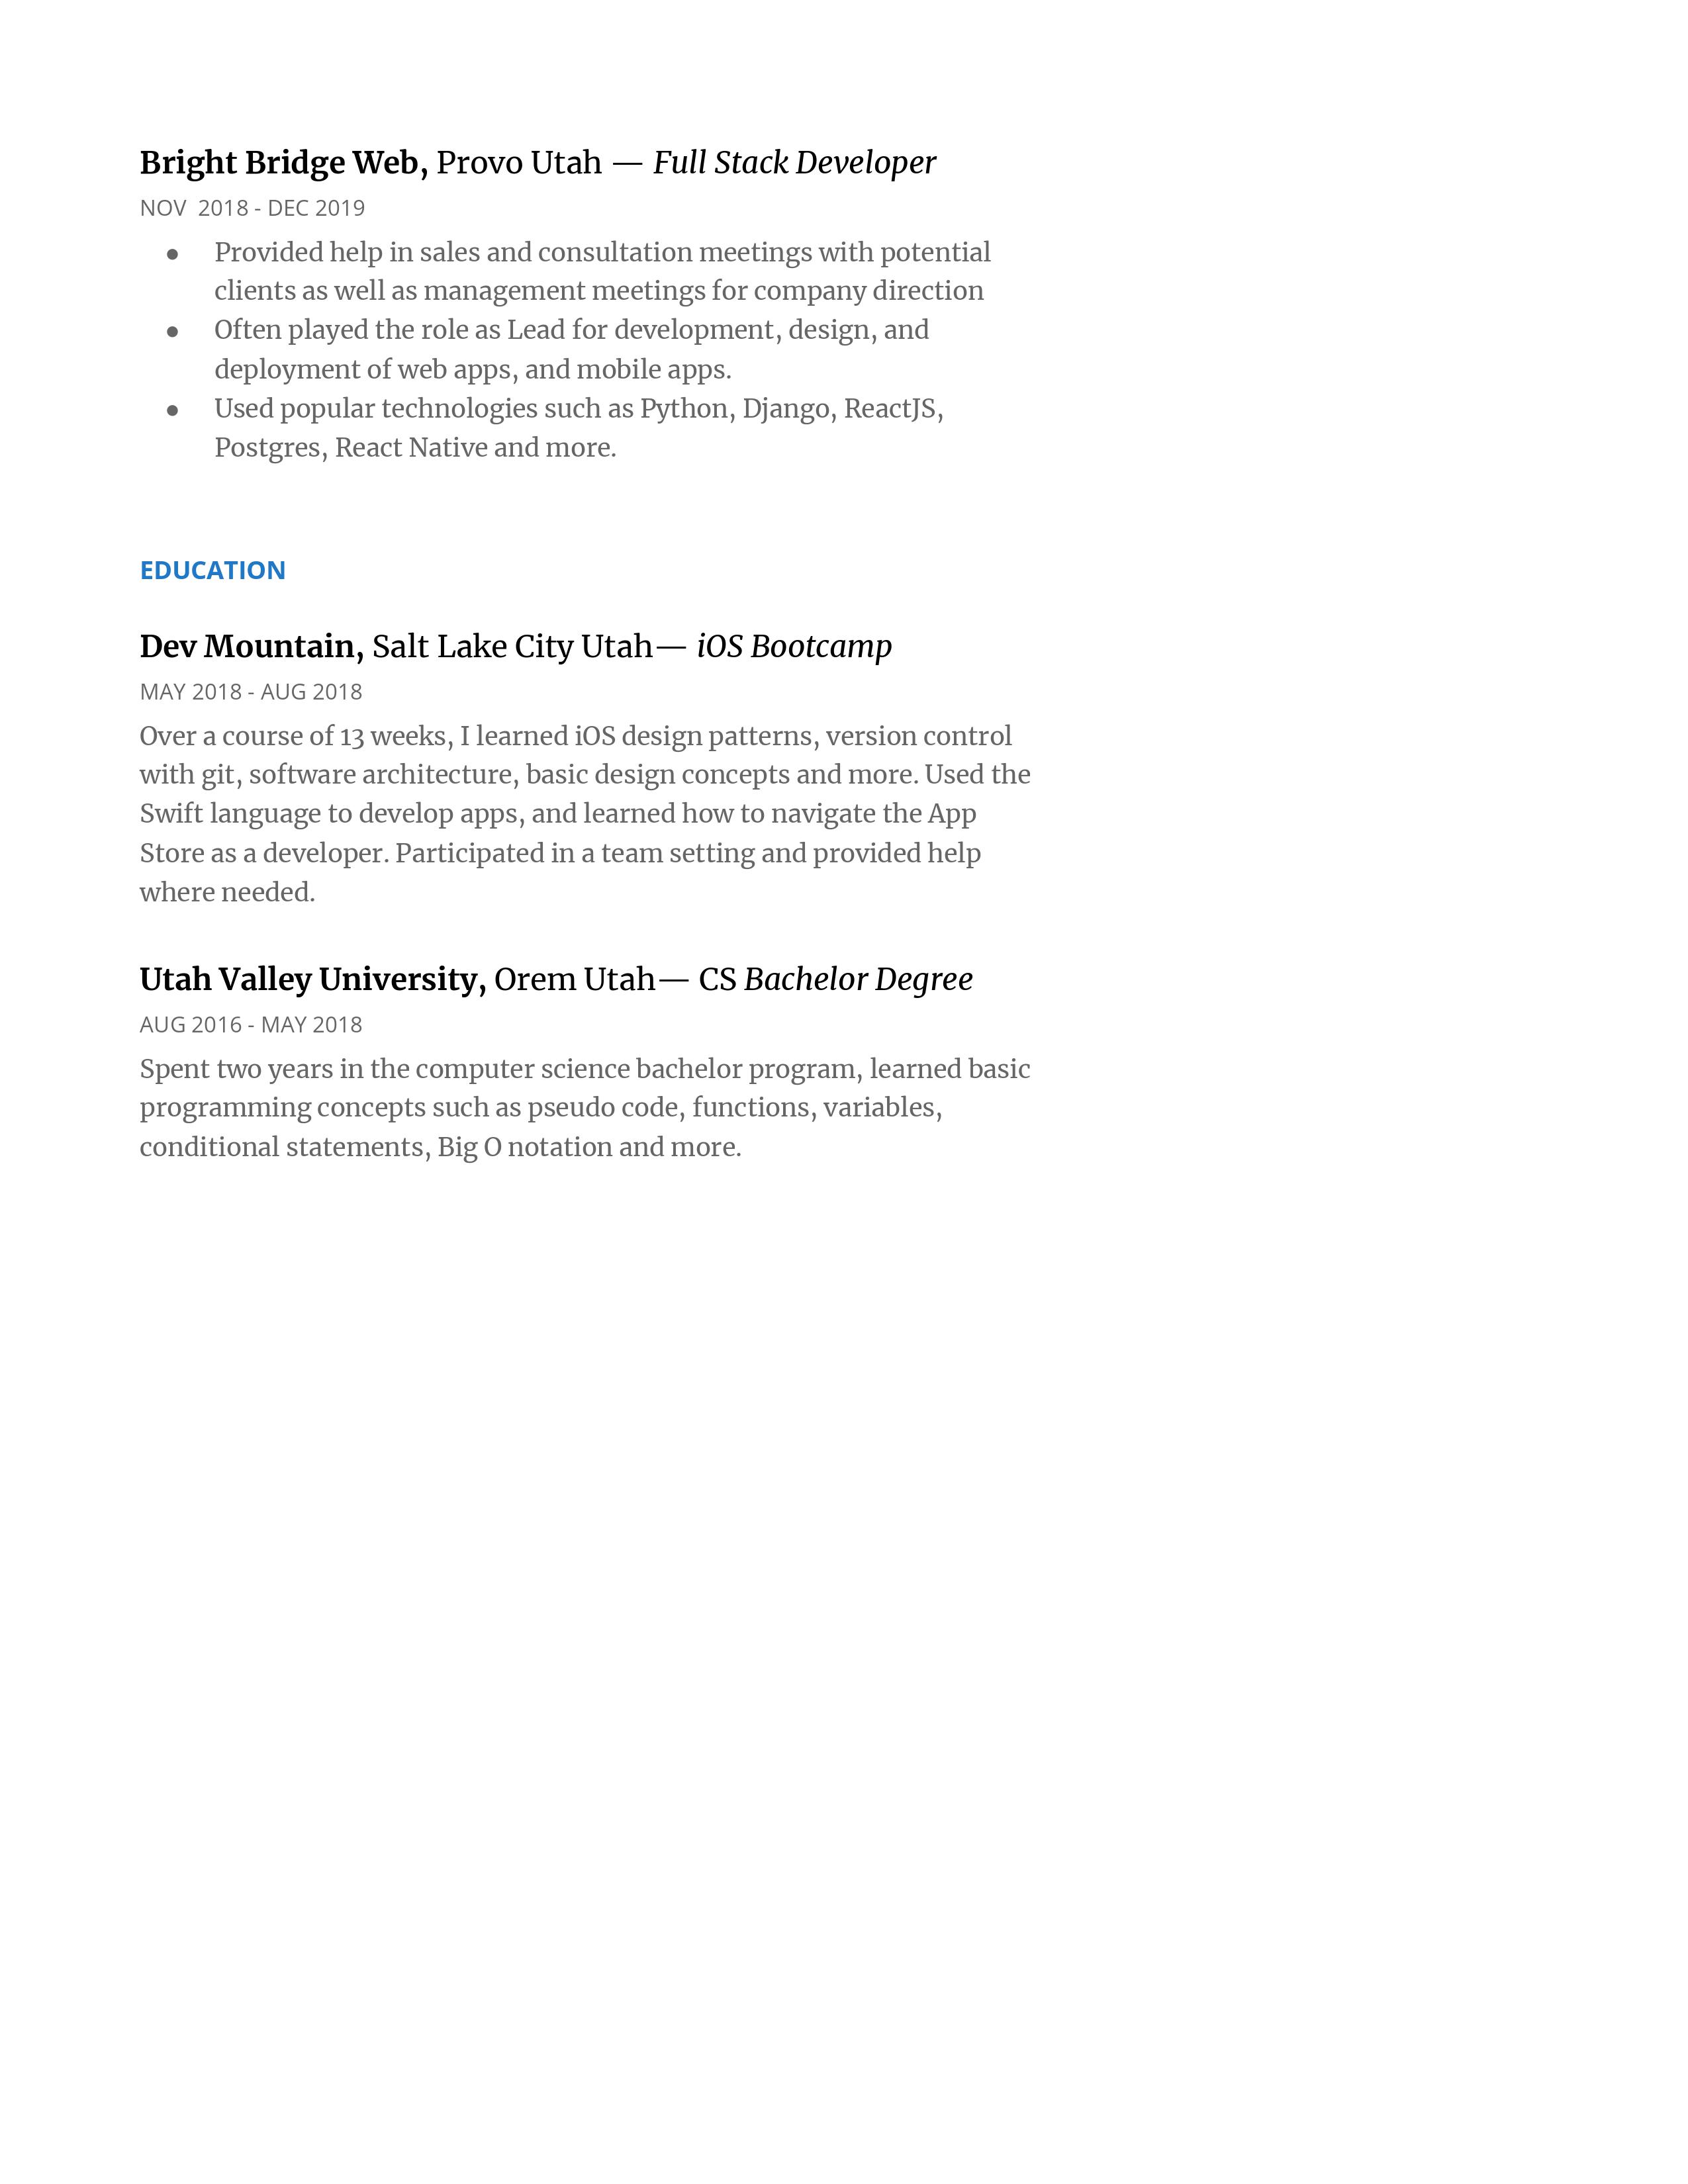 Bright Bridge Web, Provo Utah — Full Stack Developer
NOV  2018 - DEC 2019
● Provided help in sales and consultation meetings with potential
clients as well as management meetings for company direction
● Often played the role as Lead for development, design, and
deployment of web apps, and mobile apps.
● Used popular technologies such as Python, Django, ReactJS,
Postgres, React Native and more.
EDUCATION
Dev Mountain, Salt Lake City Utah— iOS Bootcamp
MAY 2018 - AUG 2018
Over a course of 13 weeks, I learned iOS design patterns, version control
with git, software architecture, basic design concepts and more. Used the
Swift language to develop apps, and learned how to navigate the App
Store as a developer. Participated in a team setting and provided help
where needed.
Utah Valley University, Orem Utah— CS Bachelor Degree
AUG 2016 - MAY 2018
Spent two years in the computer science bachelor program, learned basic
programming concepts such as pseudo code, functions, variables,
conditional statements, Big O notation and more.